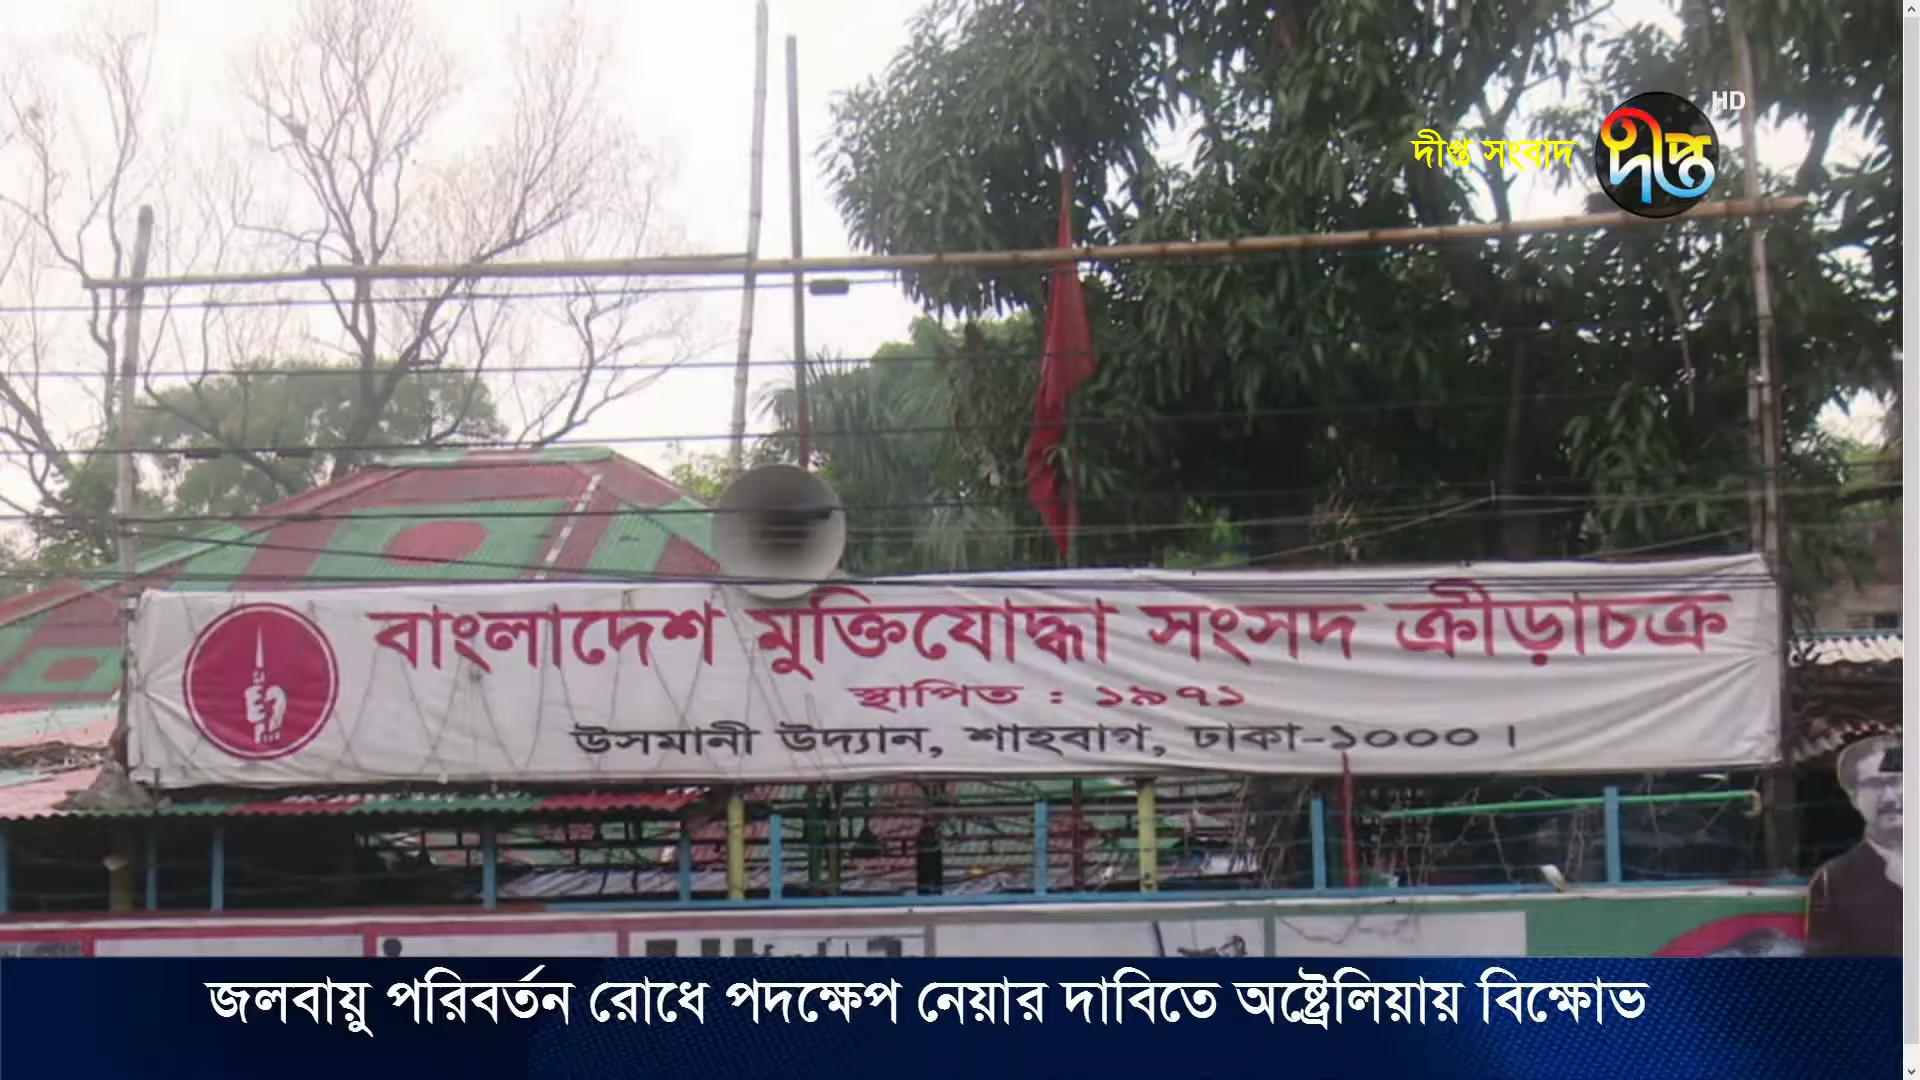 HD
দীপ্ত সংবাদ
দীপ্ত
বাংলাদেশ মুক্তিযোদ্ধা সংসদ ক্রীড়াচক্র
স্থাপিত : ১৯৭১
উসমানী উদ্যান, শাহবাগ, ঢাকা-১০০০।
জলবায়ু পরিবর্তন রোধে পদক্ষেপ নেয়ার দাবিতে অষ্ট্রেলিয়ায় বিক্ষোভ